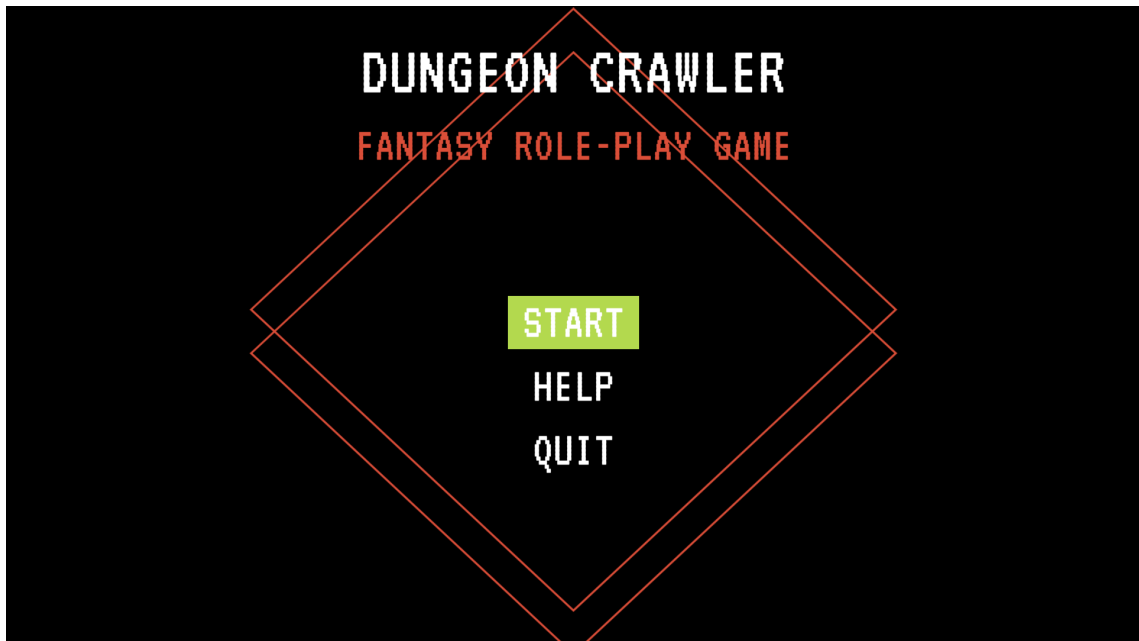 DUNGEON CRAWLER
FANTASY ROLE-PLAY GAME
START
HELP
QUIT